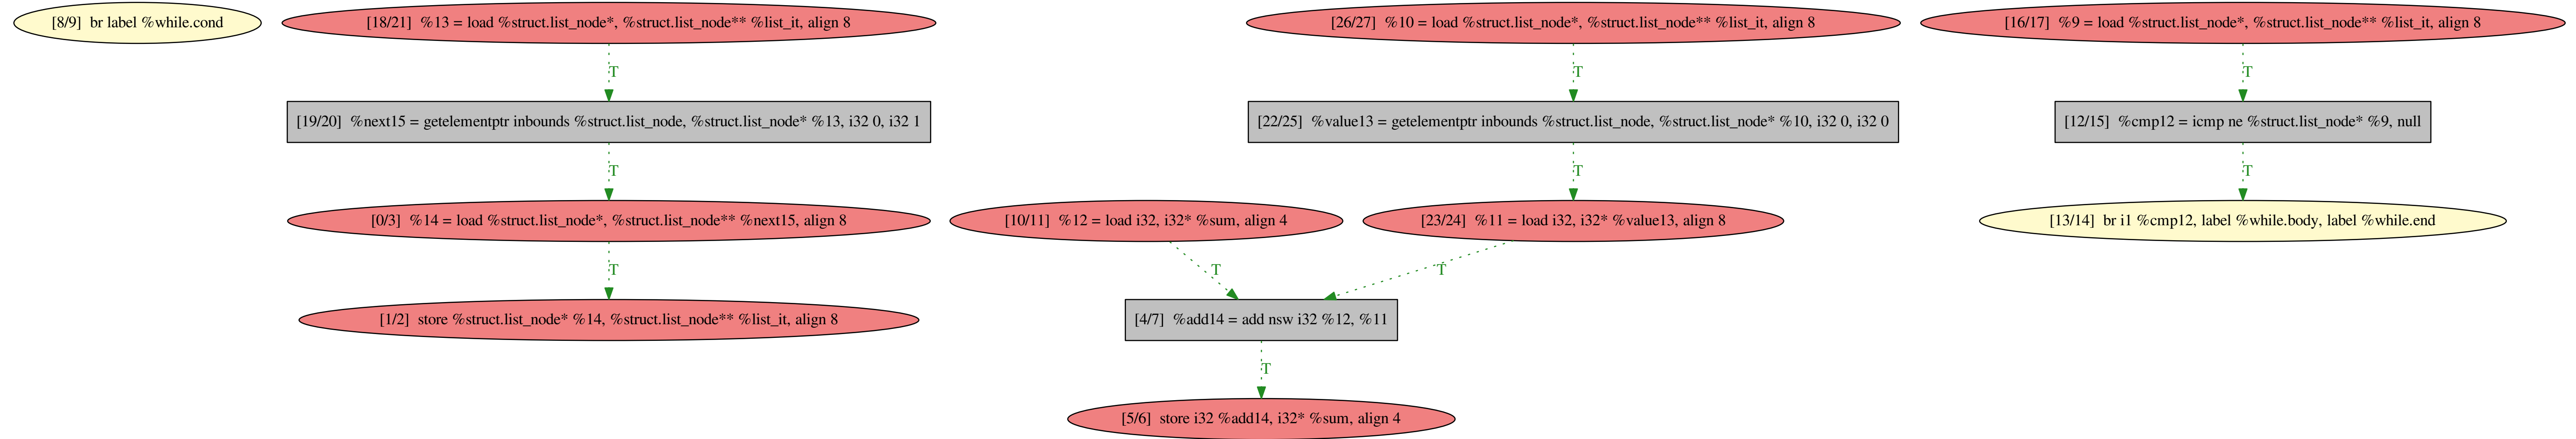 [8/9] br label %while.cond
[18/21] %13 = load %struct.list_node*, %struct.list_node** %list_it, align 8
[26/27] %10 = load %struct.list_node*, %struct.list_node** %list_it, align 8
[16/17] %9 = load %struct.list_node*, %struct.list_node** %list_it, align 8
T
T
T
[19/20] %next15 = getelementptr inbounds %struct.list_node, %struct.list_node* %13, i32 0, i32 1
[22/25] %value13 = getelementptr inbounds %struct.list_node, %struct.list_node* %10, i32 0, i32 0
[12/15] %cmp12 = icmp ne %struct.list_node* %9, null
T
T
T
[0/3] %14 = load %struct.list_node*, %struct.list_node** %next15, align 8
[10/11] %12 = load i32, i32* %sum, align 4
[23/24] %11 = load i32, i32* %value13, align 8
[13/14] br i1 %cmp12, label %while.body, label %while.end
T
T
T
[1/2] store %struct.list_node* %14, %struct.list_node** %list_it, align 8
[4/7] %add14 = add nsw i32 %12, %11
T
[5/6] store i32 %add14, i32* %sum, align 4